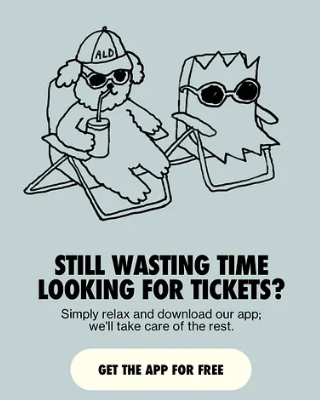 ALD
STILL WASTING TIME
LOOKING FOR TICKETS?
Simply relax and download our app;
we'll take care of the rest.
GET THE APP FOR FREE